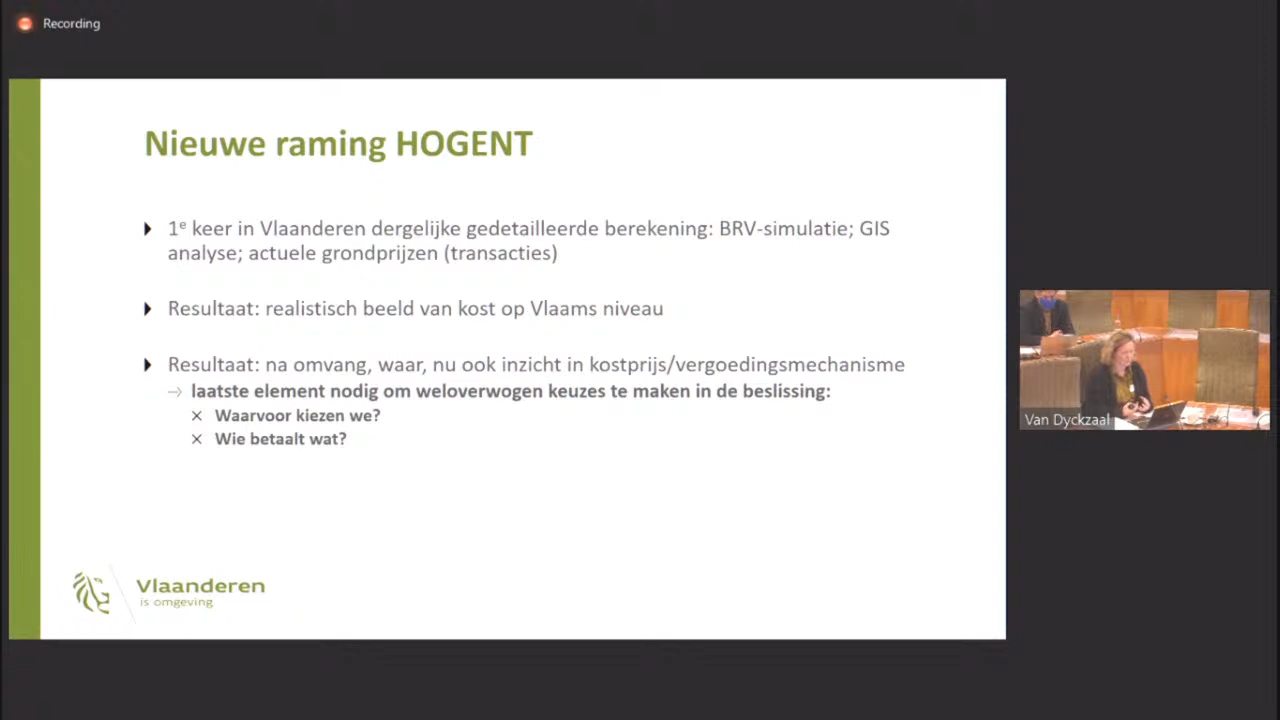 Recording
Nieuwe raming HOGENT
1e keer in Vlaanderen dergelijke gedetailleerde berekening: BRV-simulatie; GIS
analyse; actuele grondprijzen (transacties)
Resultaat: realistisch beeld van kost op Vlaams niveau
Resultaat: na omvang, waar, nu ook inzicht in kostprijs/vergoedingsmechanisme
→ laatste element nodig om weloverwogen keuzes te maken in de beslissing:
× Waarvoor kiezen we?
× Wie betaalt wat?
Van Dyckzaal
Vlaanderen
is omgeving